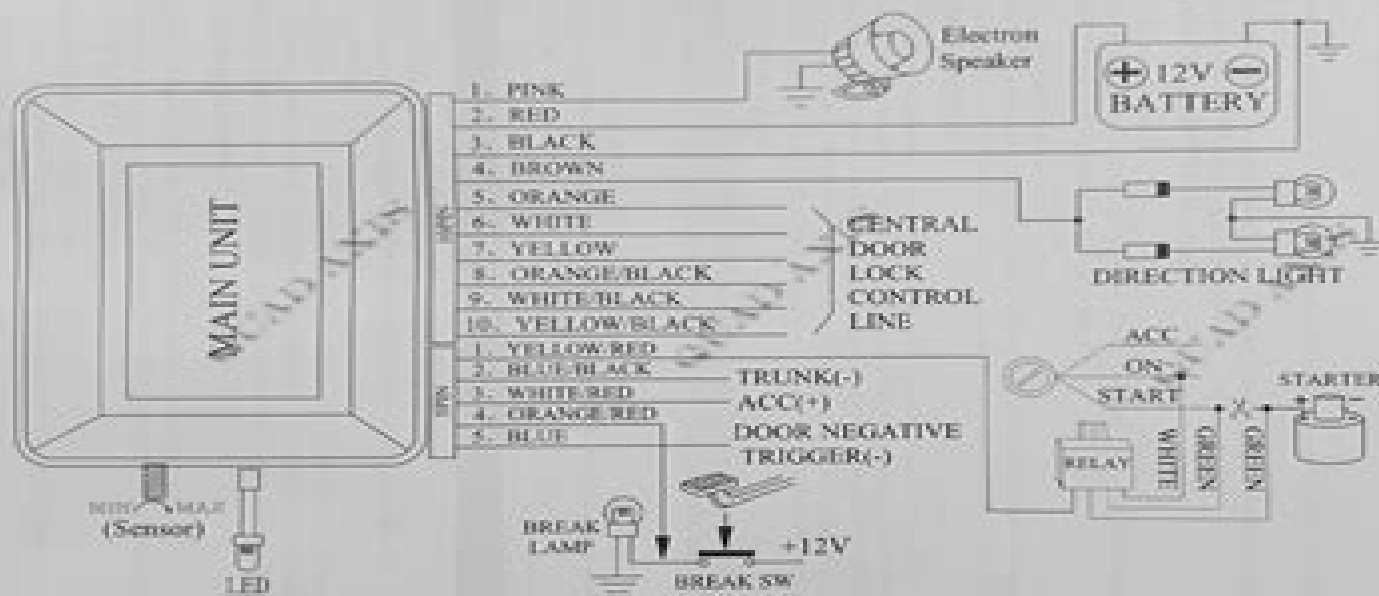 Electron
Speaker
12V
BATTERY
1. PINK
2. RED
3. BLACK
4. BROWN
5. ORANGE
6. WHITE
7. YELLOW
8. ORANGE/BLACK
9. WHITE/BLACK
10. YELLOW/BLACK
CENTRAL
DOOR
LOCK
CONTROL
LINE
DIRECTION LIGHT
MAIN UNIT
1. YELLOW/RED
2. BLUE/BLACK
3. WHITE/RED
4. ORANGE/RED
5. BLUE
TRUNK(-)
ACC(+)
DOOR NEGATIVE
TRIGGER(-)
ACC
ON
START
STARTER
RELAY
WHITE
GREEN
GREEN
MIN MAX
(Sensor)
LED
BREAK
LAMP
+12V
BREAK SW